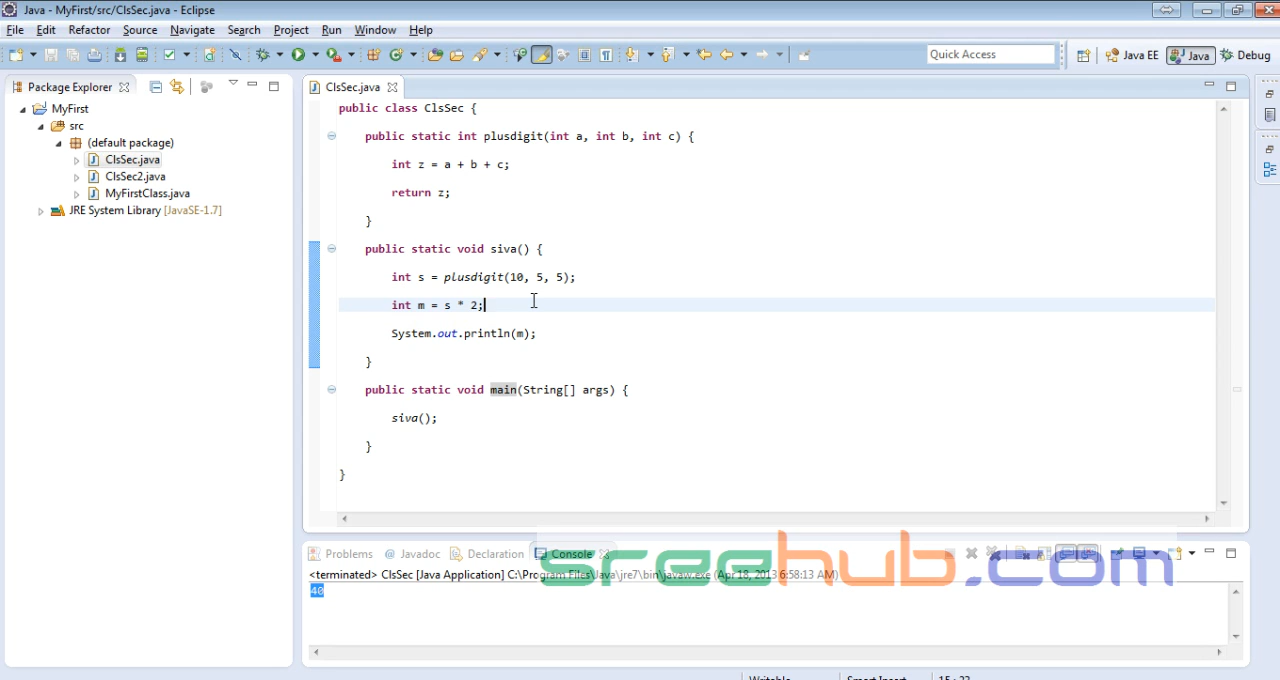 Java - MyFirst/src/ClsSec.java - Eclipse
File Edit Refactor Source Navigate Search Project Run Window Help
Quick Access
Java EE
Java
Debug
Package Explorer
MyFirst
src
(default package)
ClsSec.java
ClsSec2.java
MyFirstClass.java
JRE System Library [JavaSE-1.7]
ClsSec.java
public class ClsSec {
public static int plusdigit(int a, int b, int c) {
int z = a + b + c;
return z;
}
public static void siva() {
int s = plusdigit(10, 5, 5);
int m = s * 2;
System.out.println(m);
}
public static void main(String[] args) {
siva();
}
}
Problems @ Javadoc Declaration Console
<terminated> ClsSec [Java Application] C:\Program Files\Java\jre7\bin\javaw.exe (Apr 18, 2013 6:58:13 AM)
40
sreehub.com
Writable Smart Insert 15 : 23